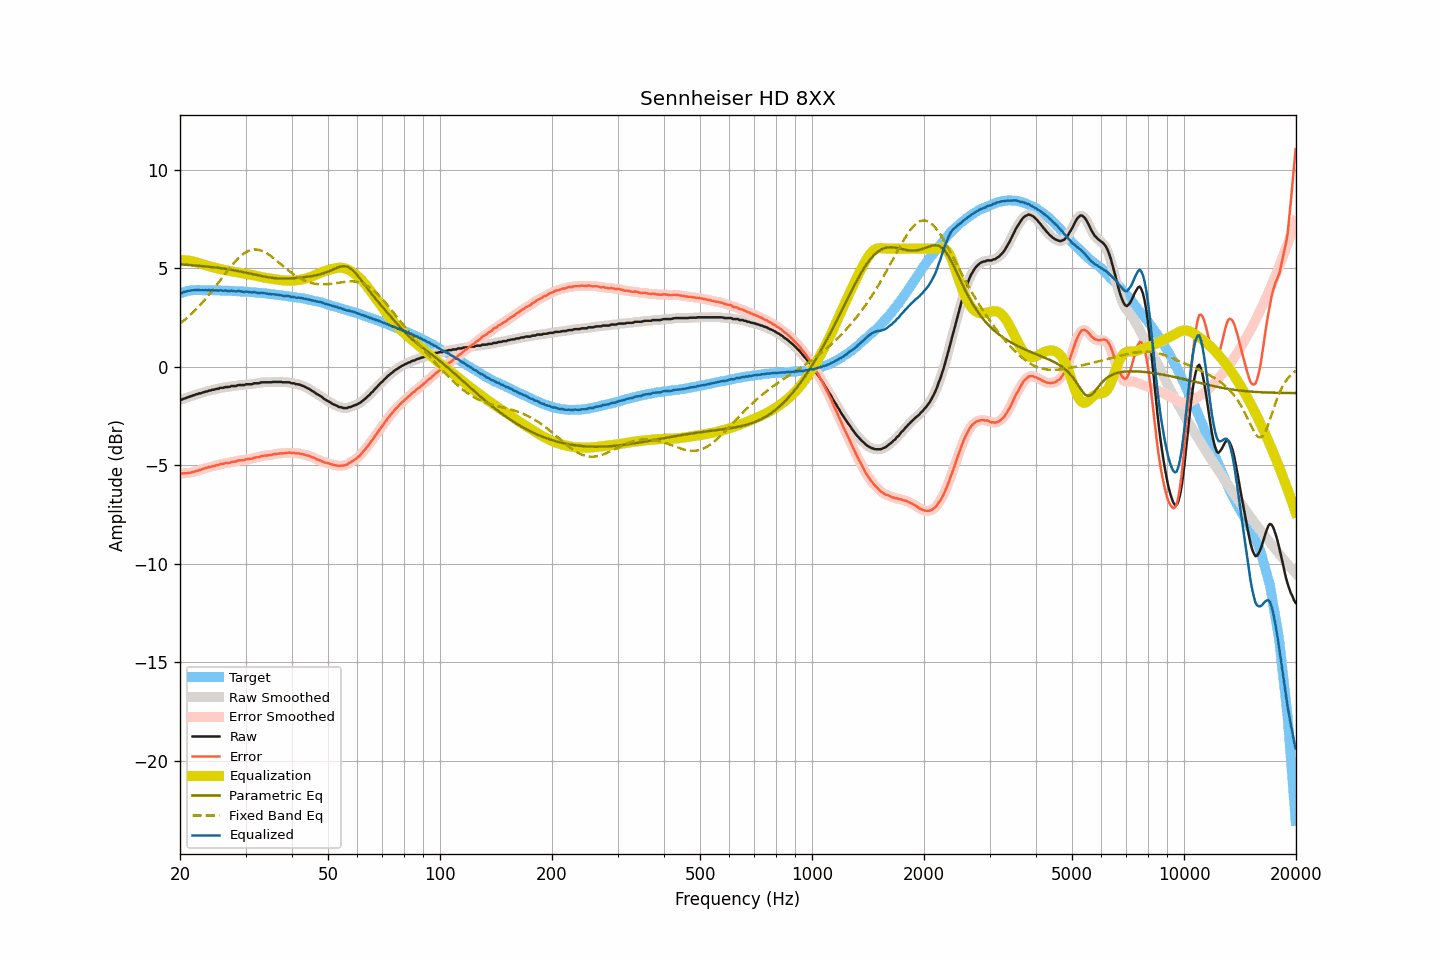 Sennheiser HD 8XX
10
5
0
−5
−10
−15
−20
Amplitude (dBr)
Target
Raw Smoothed
Error Smoothed
Raw
Error
Equalization
Parametric Eq
Fixed Band Eq
Equalized
20 50 100 200 500 1000 2000 5000 10000 20000
Frequency (Hz)